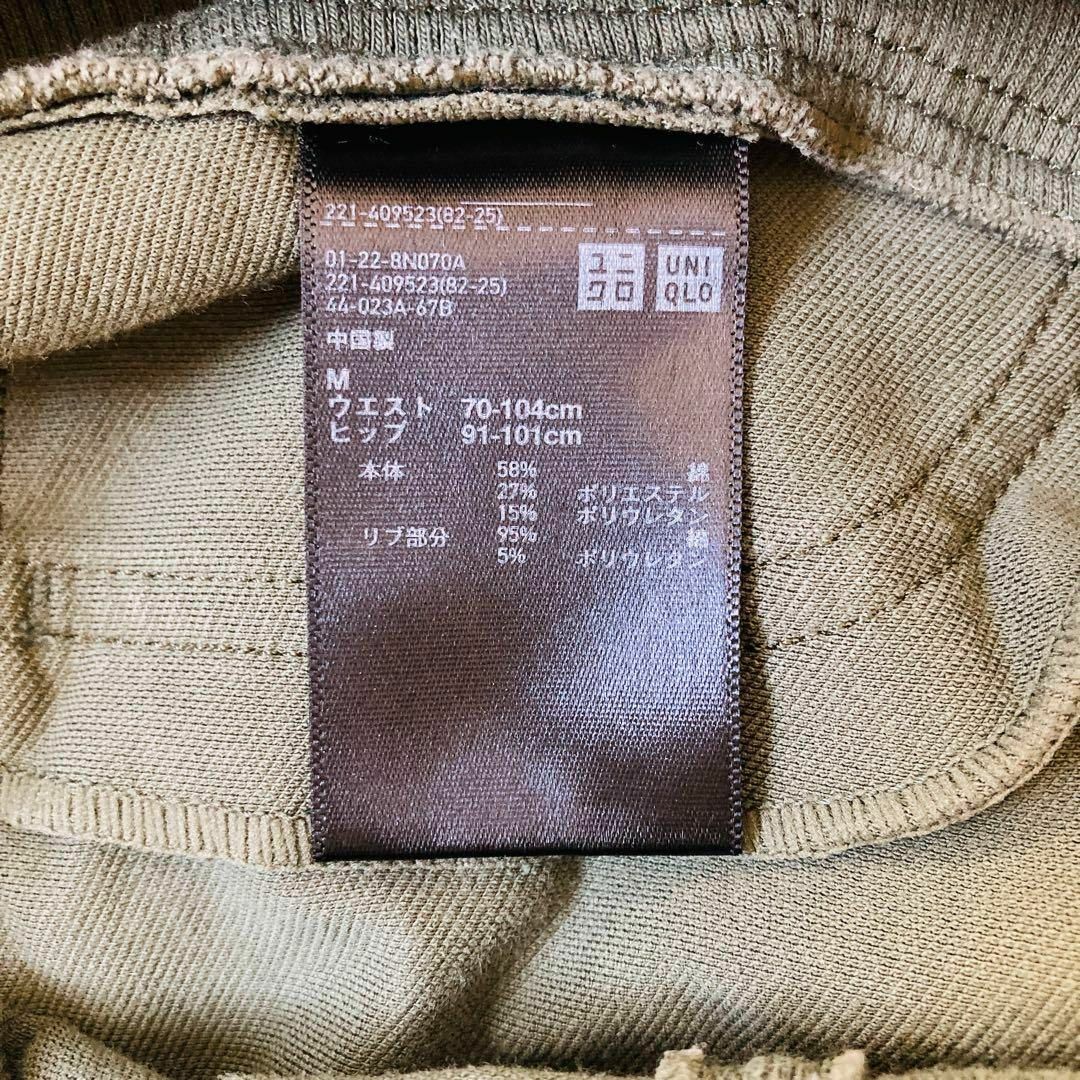 221-409523(82-25)
01-22-8N070A
221-409523(82-25)
44-023A-67B
ユニ
クロ
UNI
QLO
中国製
M
ウエスト 70-104cm
ヒップ 91-101cm
本体 58% 綿
27% ポリエステル
15% ポリウレタン
リブ部分 95% 綿
5% ポリウレタン